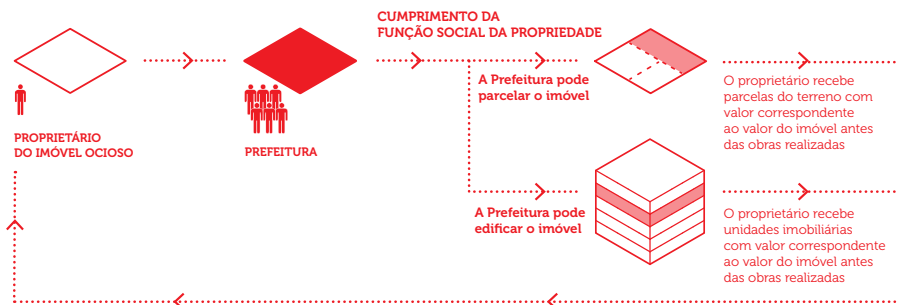 PROPRIETÁRIO
DO IMÓVEL OCIOSO
PREFEITURA
CUMPRIMENTO DA
FUNÇÃO SOCIAL DA PROPRIEDADE
A Prefeitura pode
parcelar o imóvel
O proprietário recebe
parcelas do terreno com
valor correspondente
ao valor do imóvel antes
das obras realizadas
A Prefeitura pode
edificar o imóvel
O proprietário recebe
unidades imobiliárias
com valor correspondente
ao valor do imóvel antes
das obras realizadas